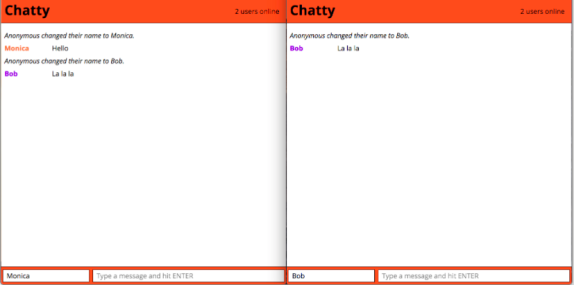 Chatty
2 users online
Anonymous changed their name to Monica.
Monica Hello
Anonymous changed their name to Bob.
Bob La la la
Monica Type a message and hit ENTER
Chatty
2 users online
Anonymous changed their name to Bob.
Bob La la la
Bob Type a message and hit ENTER